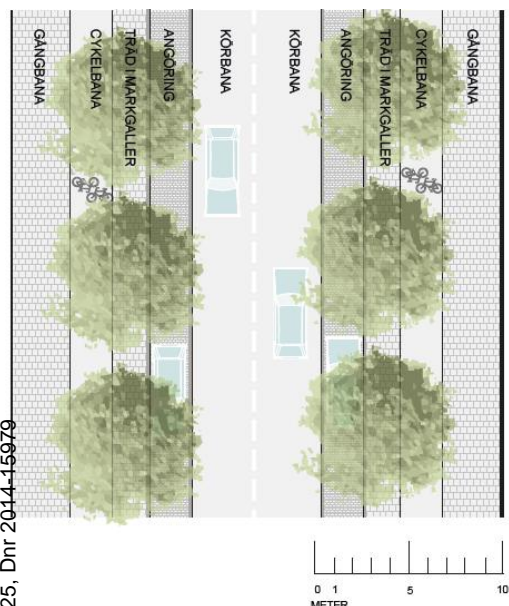 GÅNGBANA
CYKELBANA
TRÄD I MARKGALLER
ANGÖRING
KÖRBANA
KÖRBANA
ANGÖRING
TRÄD I MARKGALLER
CYKELBANA
GÅNGBANA
25, Dnr 2014-15979
0 1 5 10
METER